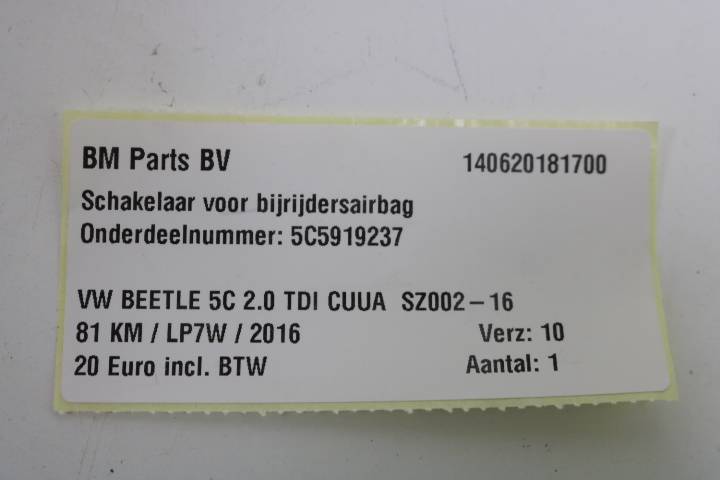 BM Parts BV 140620181700
Schakelaar voor bijrijdersairbag
Onderdeelnummer: 5C5919237
VW BEETLE 5C 2.0 TDI CUUA SZ002-16
81 KM / LP7W / 2016 Verz: 10
20 Euro incl. BTW Aantal: 1